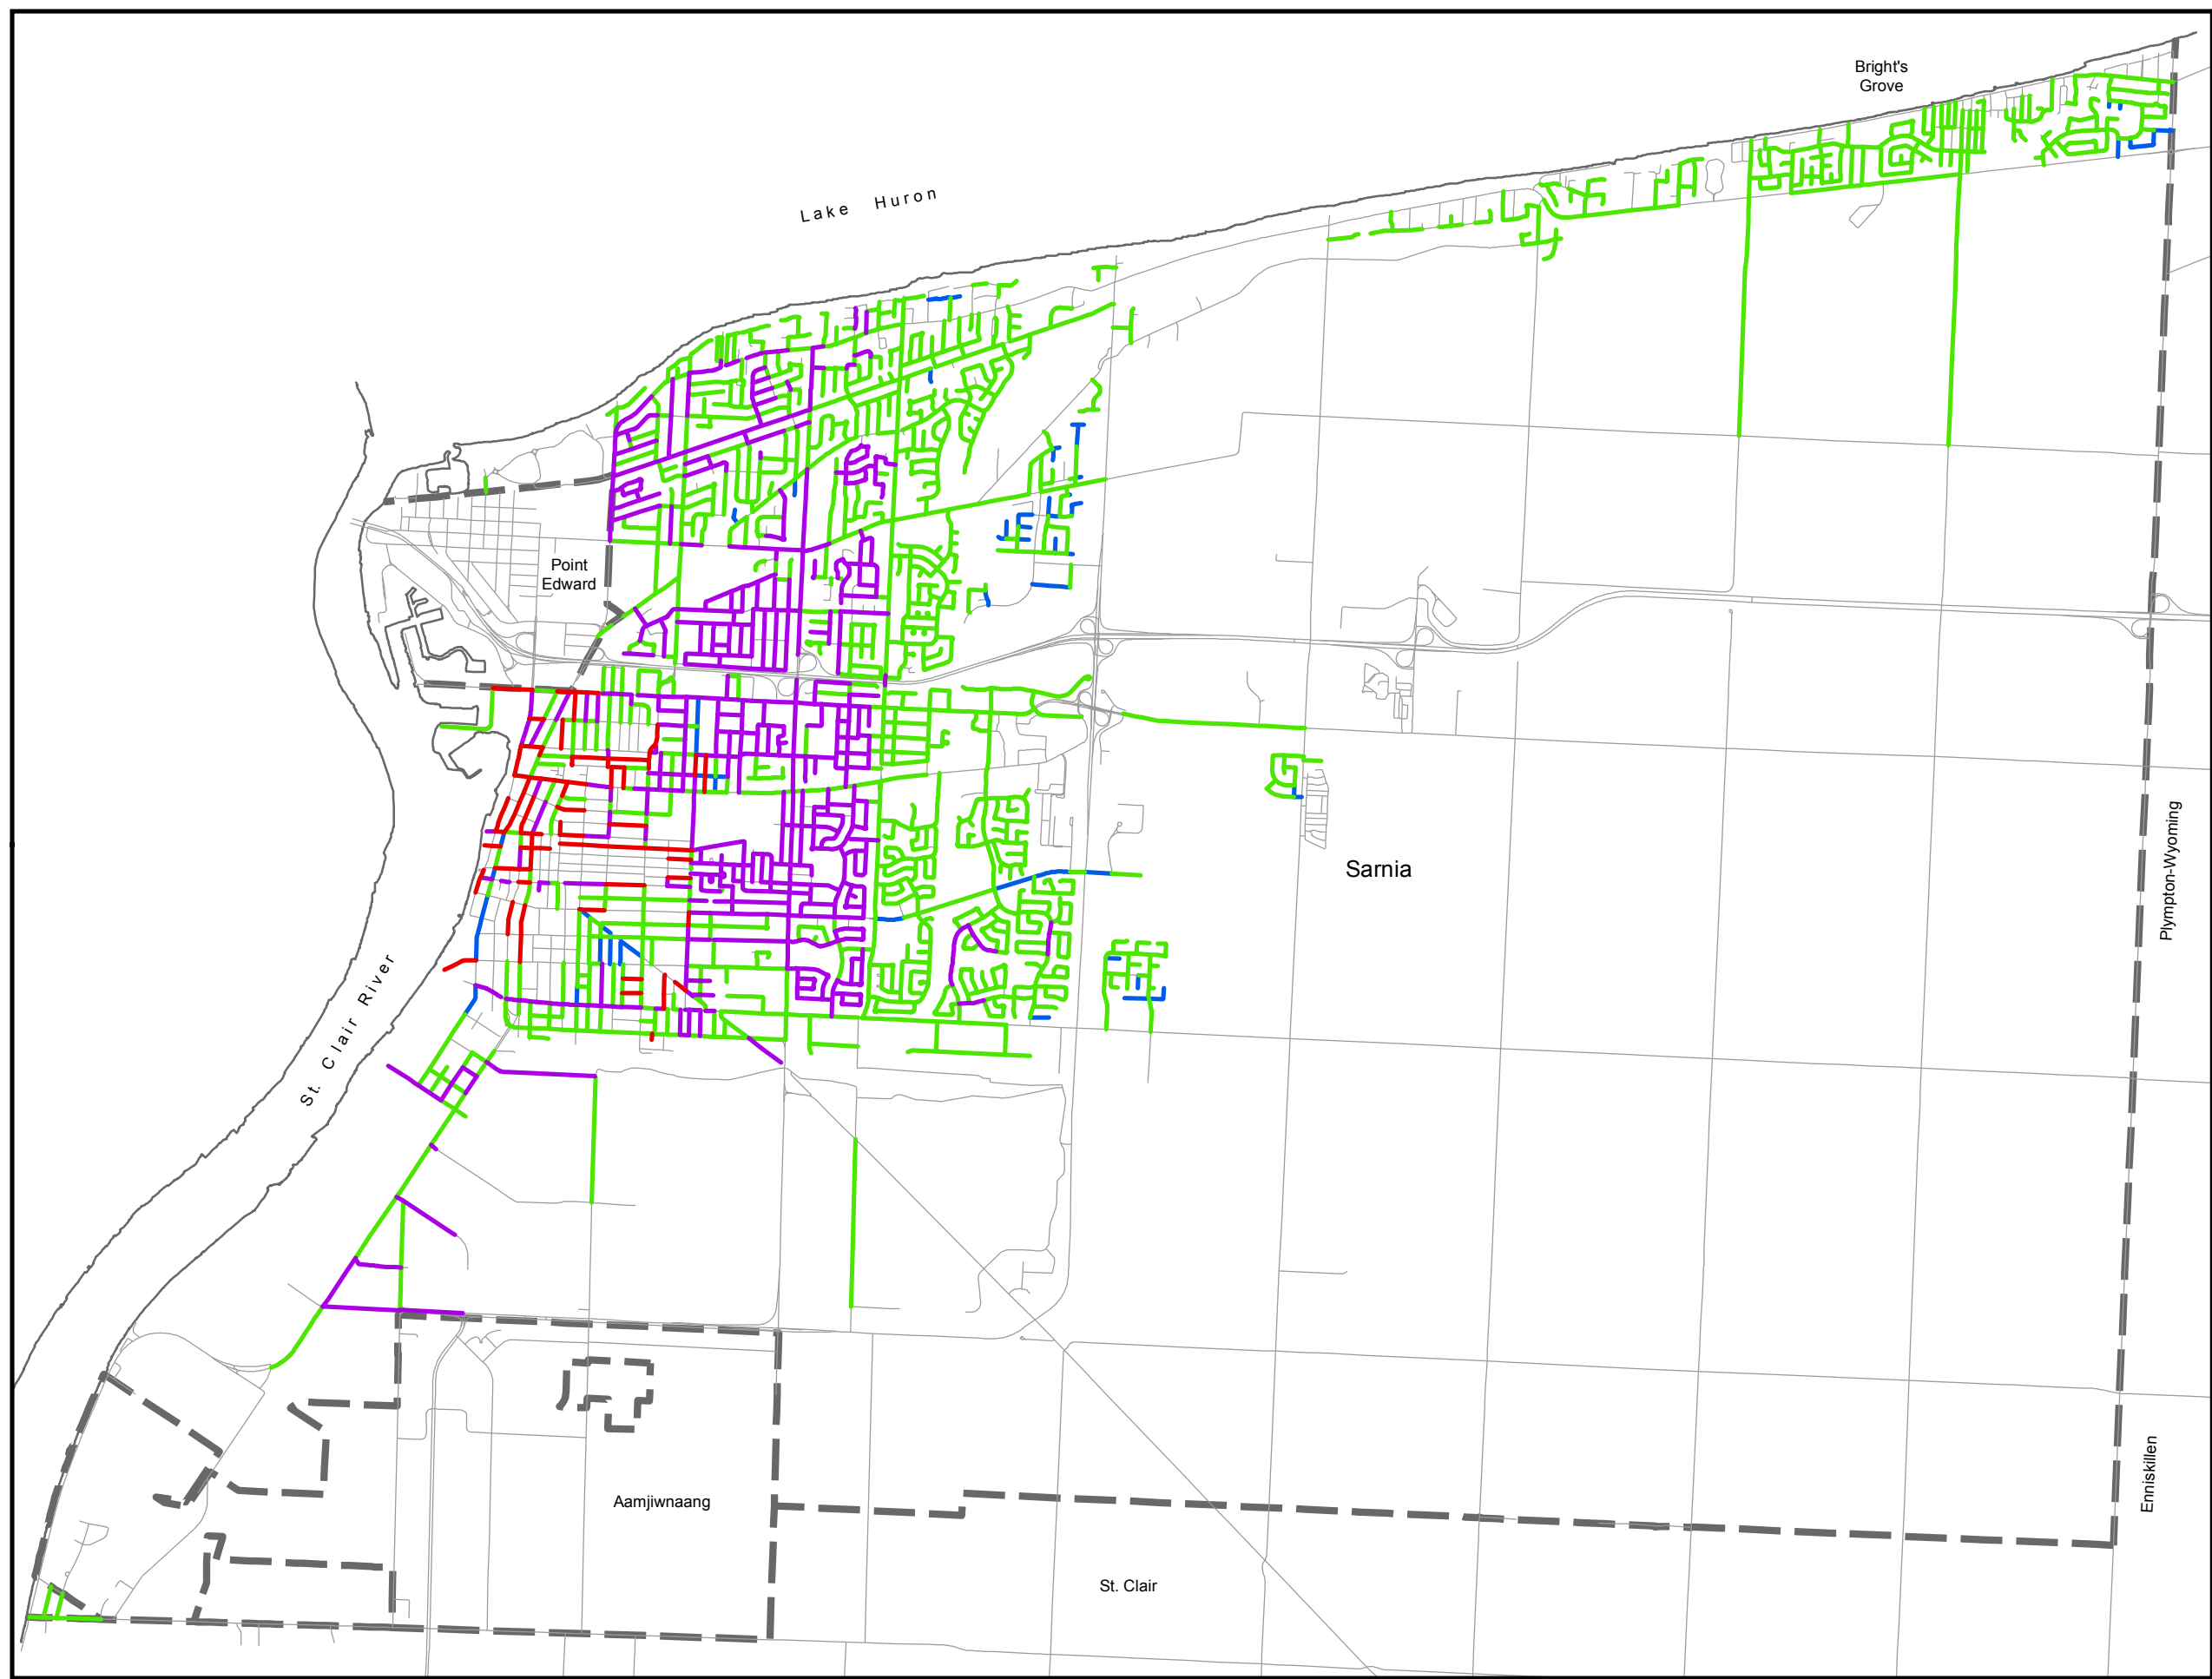 Bright's
Grove
Lake Huron
Point
Edward
Sarnia
Plympton-Wyoming
St. Clair River
Enniskillen
Aamjiwnaang
St. Clair